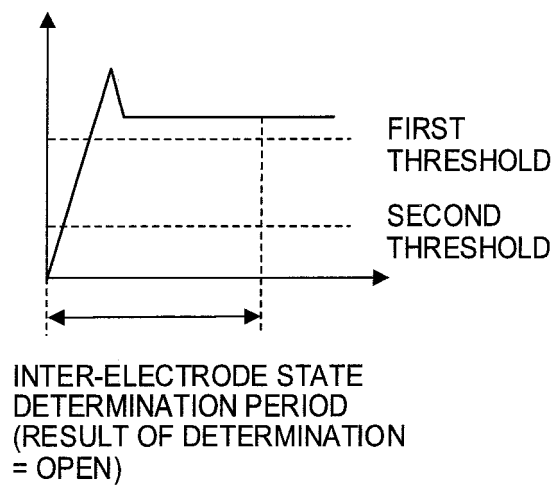 FIRST
THRESHOLD
SECOND
THRESHOLD
INTER-ELECTRODE STATE
DETERMINATION PERIOD
(RESULT OF DETERMINATION
= OPEN)